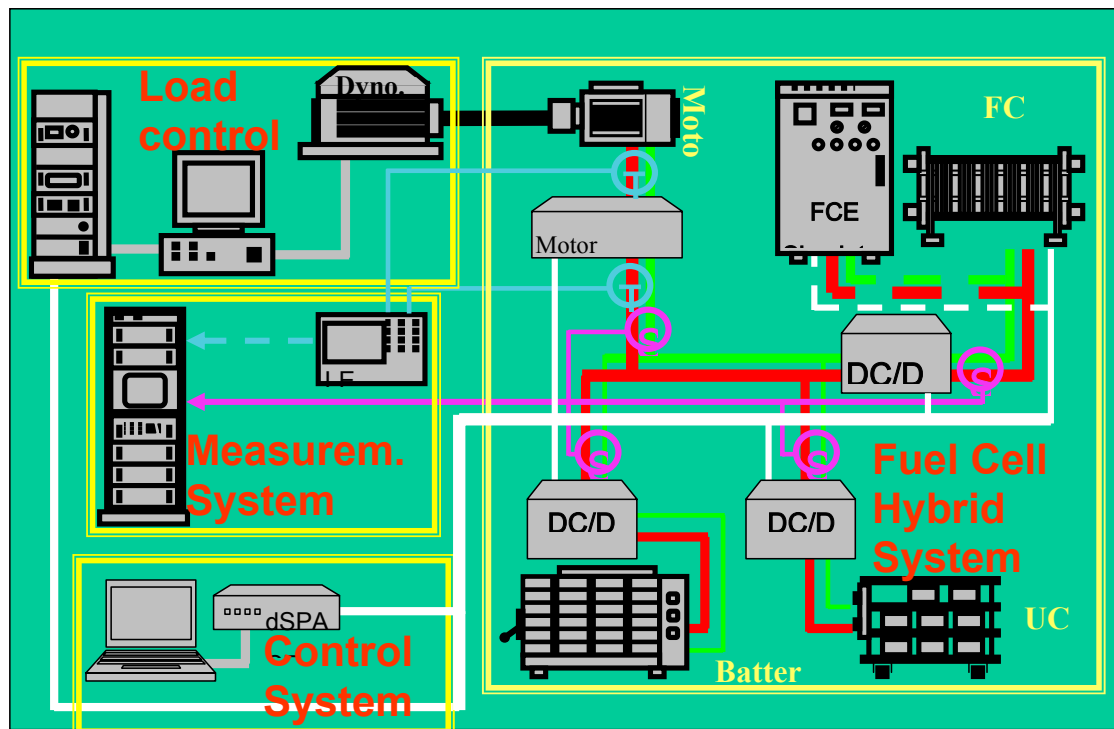 Load
control
Dyno.
Moto
FC
FCE
Motor
DC/D
Measurem.
System
Fuel Cell
Hybrid
System
DC/D
DC/D
dSPA
Control
System
Batter
UC